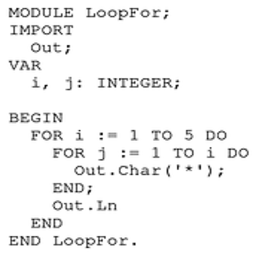 MODULE LoopFor;
IMPORT
  Out;
VAR
  i, j: INTEGER;

BEGIN
  FOR i := 1 TO 5 DO
    FOR j := 1 TO i DO
      Out.Char('*');
    END;
    Out.Ln
  END
END LoopFor.